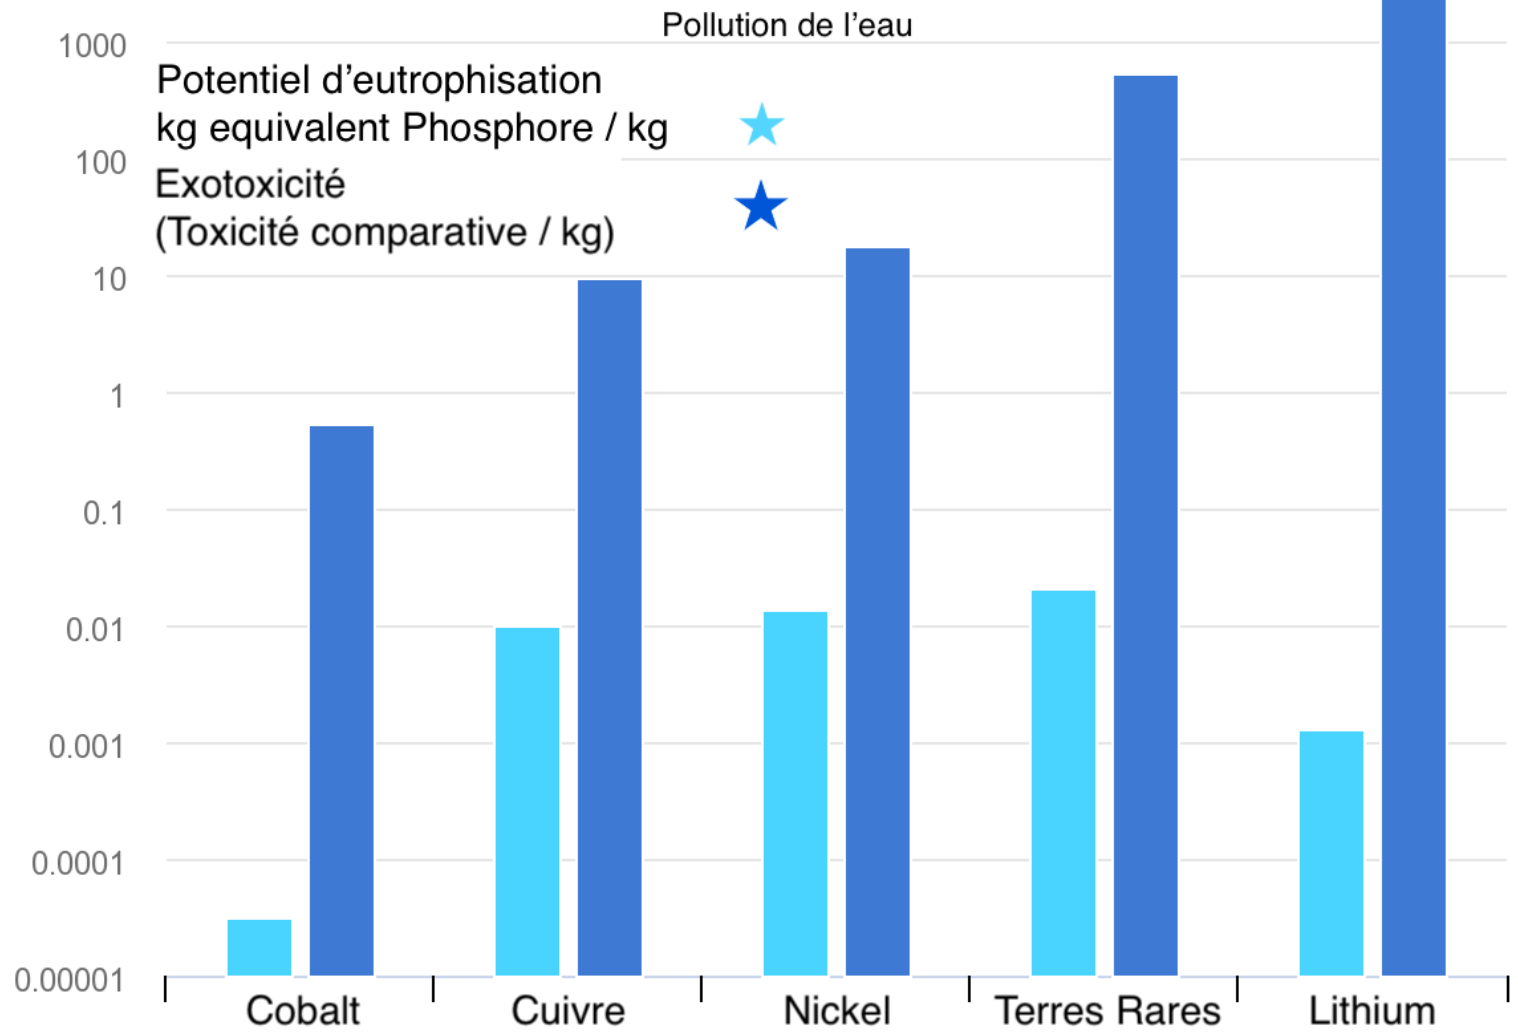 Pollution de l’eau
1000
Potentiel d’eutrophisation
kg equivalent Phosphore / kg
100
Exotoxicité
(Toxicité comparative / kg)
10
1
0.1
0.01
0.001
0.0001
0.00001
Cobalt Cuivre Nickel Terres Rares Lithium